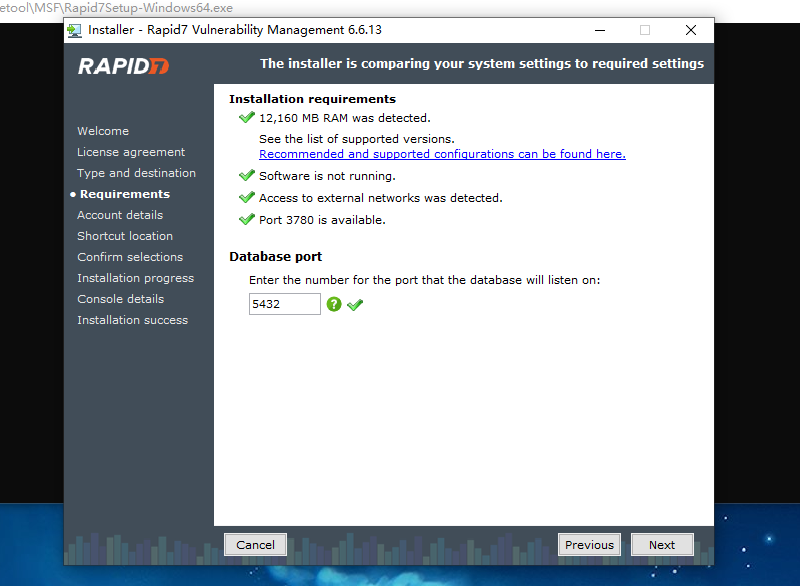 etool\MSF\Rapid7Setup-Windows64.exe
Installer - Rapid7 Vulnerability Management 6.6.13
RAPID7
The installer is comparing your system settings to required settings
Welcome
License agreement
Type and destination
Requirements
Account details
Shortcut location
Confirm selections
Installation progress
Console details
Installation success
Installation requirements
12,160 MB RAM was detected.
See the list of supported versions.
Recommended and supported configurations can be found here.
Software is not running.
Access to external networks was detected.
Port 3780 is available.
Database port
Enter the number for the port that the database will listen on:
5432
Cancel
Previous
Next